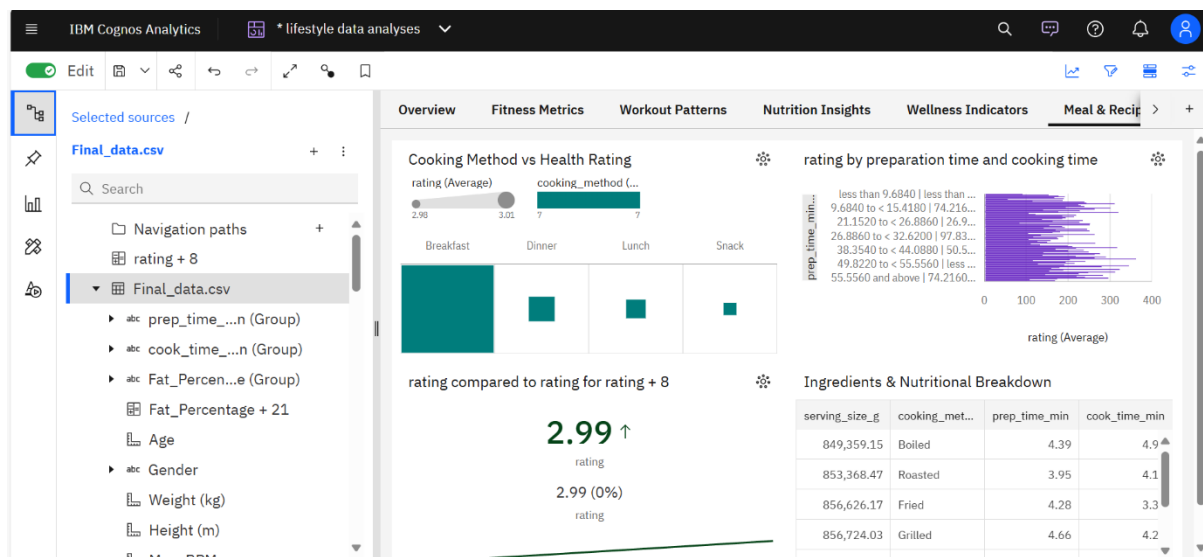 IBM Cognos Analytics
* lifestyle data analyses
Edit
Selected sources /
Final_data.csv
Search
Navigation paths
rating + 8
Final_data.csv
abc prep_time_...n (Group)
abc cook_time_...n (Group)
abc Fat_Percen...e (Group)
Fat_Percentage + 21
Age
abc Gender
Weight (kg)
Height (m)
Overview Fitness Metrics Workout Patterns Nutrition Insights Wellness Indicators Meal & Recip
Cooking Method vs Health Rating
rating (Average) cooking_method (...
2.98 3.01 7 7
Breakfast Dinner Lunch Snack
rating by preparation time and cooking time
prep_time_min...
less than 9.6840 | less than ...
9.6840 to < 15.4180 | 74.216...
21.1520 to < 26.8860 | 26.9...
26.8860 to < 32.6200 | 97.83...
38.3540 to < 44.0880 | 50.5...
49.8220 to < 55.5560 | less ...
55.5560 and above | 74.2160...
0 100 200 300 400
rating (Average)
rating compared to rating for rating + 8
2.99 ↑
rating
2.99 (0%)
rating
Ingredients & Nutritional Breakdown
serving_size_g cooking_met... prep_time_min cook_time_min
849,359.15 Boiled 4.39 4.9
853,368.47 Roasted 3.95 4.1
856,626.17 Fried 4.28 3.3
856,724.03 Grilled 4.66 4.2